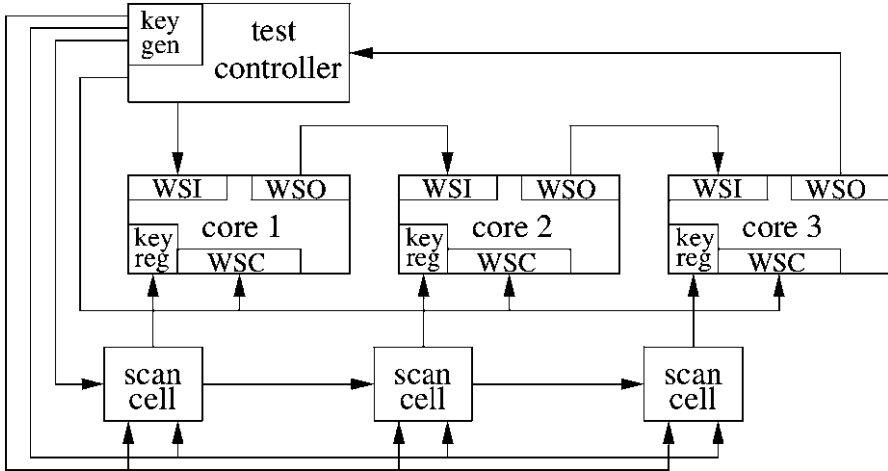 key
gen
test
controller
WSI
WSO
core 1
key
reg
WSC
WSI
WSO
core 2
key
reg
WSC
WSI
WSO
core 3
key
reg
WSC
scan
cell
scan
cell
scan
cell